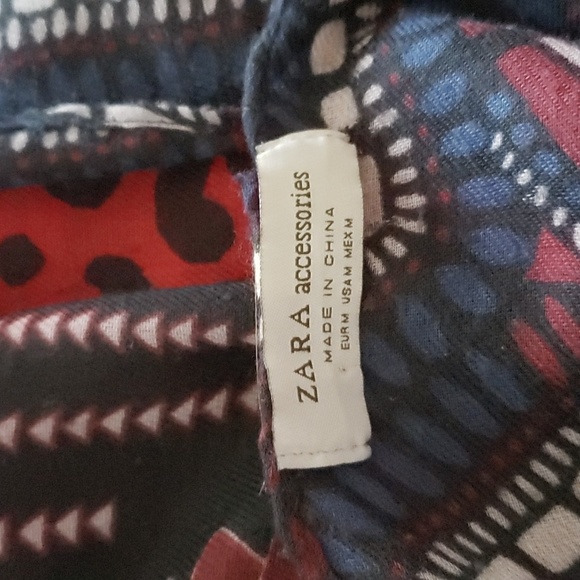 ZARA accessories
MADE IN CHINA
EUR M USA M MEX M